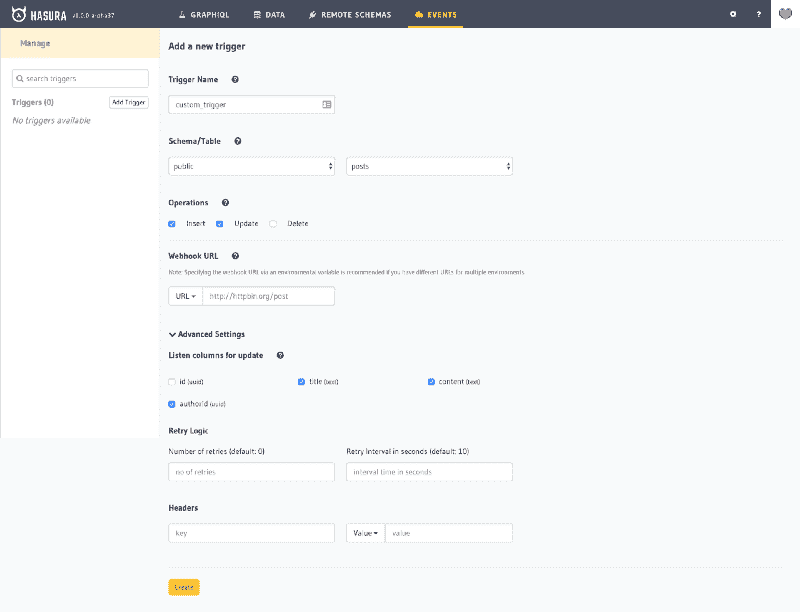 HASURA v1.0.0-alpha37 GRAPHIQL DATA REMOTE SCHEMAS EVENTS ?
Manage
Add a new trigger
search triggers
Triggers (0) Add Trigger
No triggers available
Trigger Name ?
custom_trigger
Schema/Table ?
public posts
Operations ?
Insert Update Delete
Webhook URL ?
Note: Specifying the webhook URL via an environmental variable is recommended if you have different URLs for multiple environments.
URL http://httpbin.org/post
Advanced Settings
Listen columns for update ?
id (uuid) title (text) content (text)
authorid (uuid)
Retry Logic
Number of retries (default: 0) Retry Interval in seconds (default: 10)
no of retries interval time in seconds
Headers
key Value value
Create